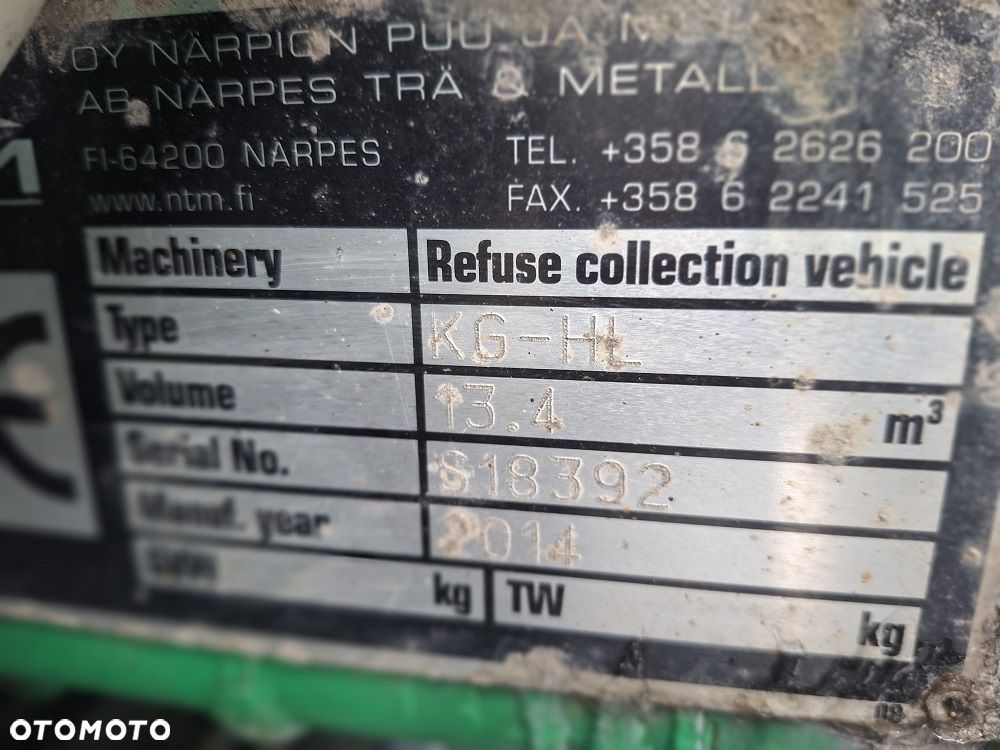 OY NÄRPIÖN PUU JA M
AB NÄRPES TRÄ & METALL
FI-64200 NÄRPES TEL. +358 6 2626 200
www.ntm.fi FAX. +358 6 2241 525
Machinery Refuse collection vehicle
Type KG-HL
Volume 13.4 m³
Serial No. S18392
Manuf. year 2014
kg TW kg
OTOMOTO